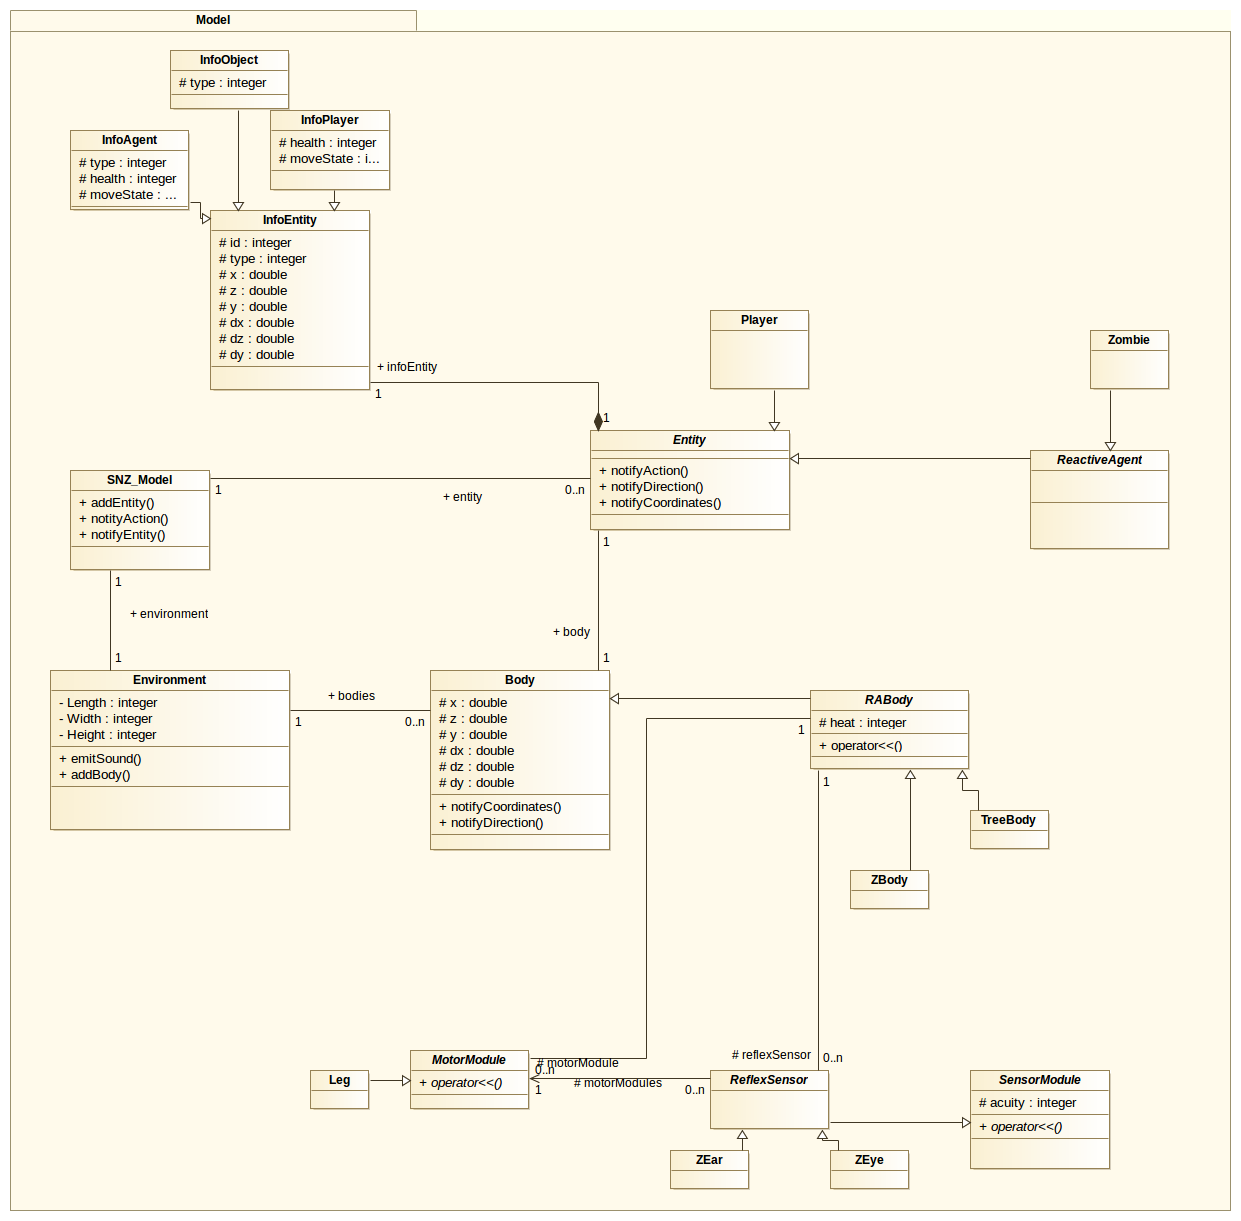 Model
InfoObject
# type : integer
InfoPlayer
# health : integer
# moveState : i...
InfoAgent
# type : integer
# health : integer
# moveState : ...
InfoEntity
# id : integer
# type : integer
# x : double
# z : double
# y : double
# dx : double
# dz : double
# dy : double
+ infoEntity
1
Player
Zombie
1
Entity
+ notifyAction()
+ notifyDirection()
+ notifyCoordinates()
ReactiveAgent
SNZ_Model
+ addEntity()
+ notityAction()
+ notifyEntity()
1
+ entity
0..n
1
1
+ environment
1
+ body
1
Environment
- Length : integer
- Width : integer
- Height : integer
+ emitSound()
+ addBody()
+ bodies
1
0..n
Body
# x : double
# z : double
# y : double
# dx : double
# dz : double
# dy : double
+ notifyCoordinates()
+ notifyDirection()
RABody
# heat : integer
+ operator<<()
1
1
TreeBody
ZBody
# reflexSensor
0..n
MotorModule
+ operator<<()
# motorModule
0..n
# motorModules
1
0..n
Leg
ReflexSensor
SensorModule
# acuity : integer
+ operator<<()
ZEar
ZEye